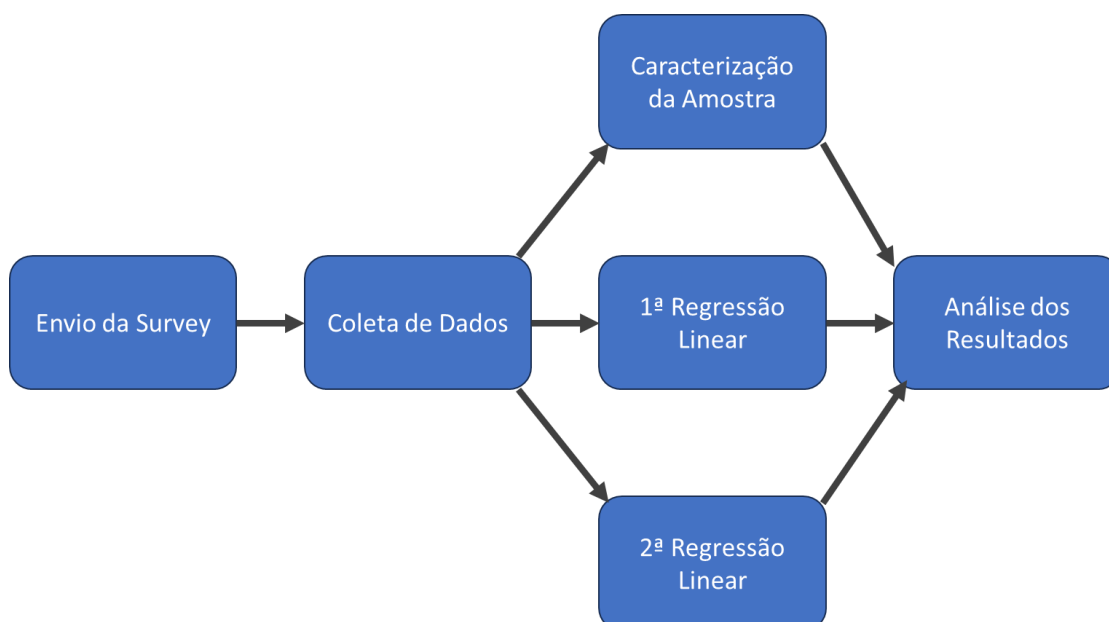 Caracterização
da Amostra
Envio da Survey
Coleta de Dados
1ª Regressão
Linear
Análise dos
Resultados
2ª Regressão
Linear